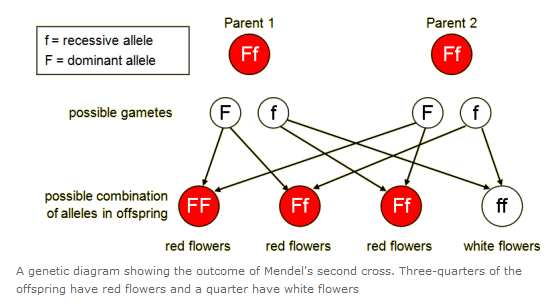 Parent 1
Parent 2
f = recessive allele
F = dominant allele
Ff
Ff
possible gametes
F
f
F
f
possible combination
of alleles in offspring
FF
Ff
Ff
ff
red flowers
red flowers
red flowers
white flowers
A genetic diagram showing the outcome of Mendel's second cross. Three-quarters of the
offspring have red flowers and a quarter have white flowers